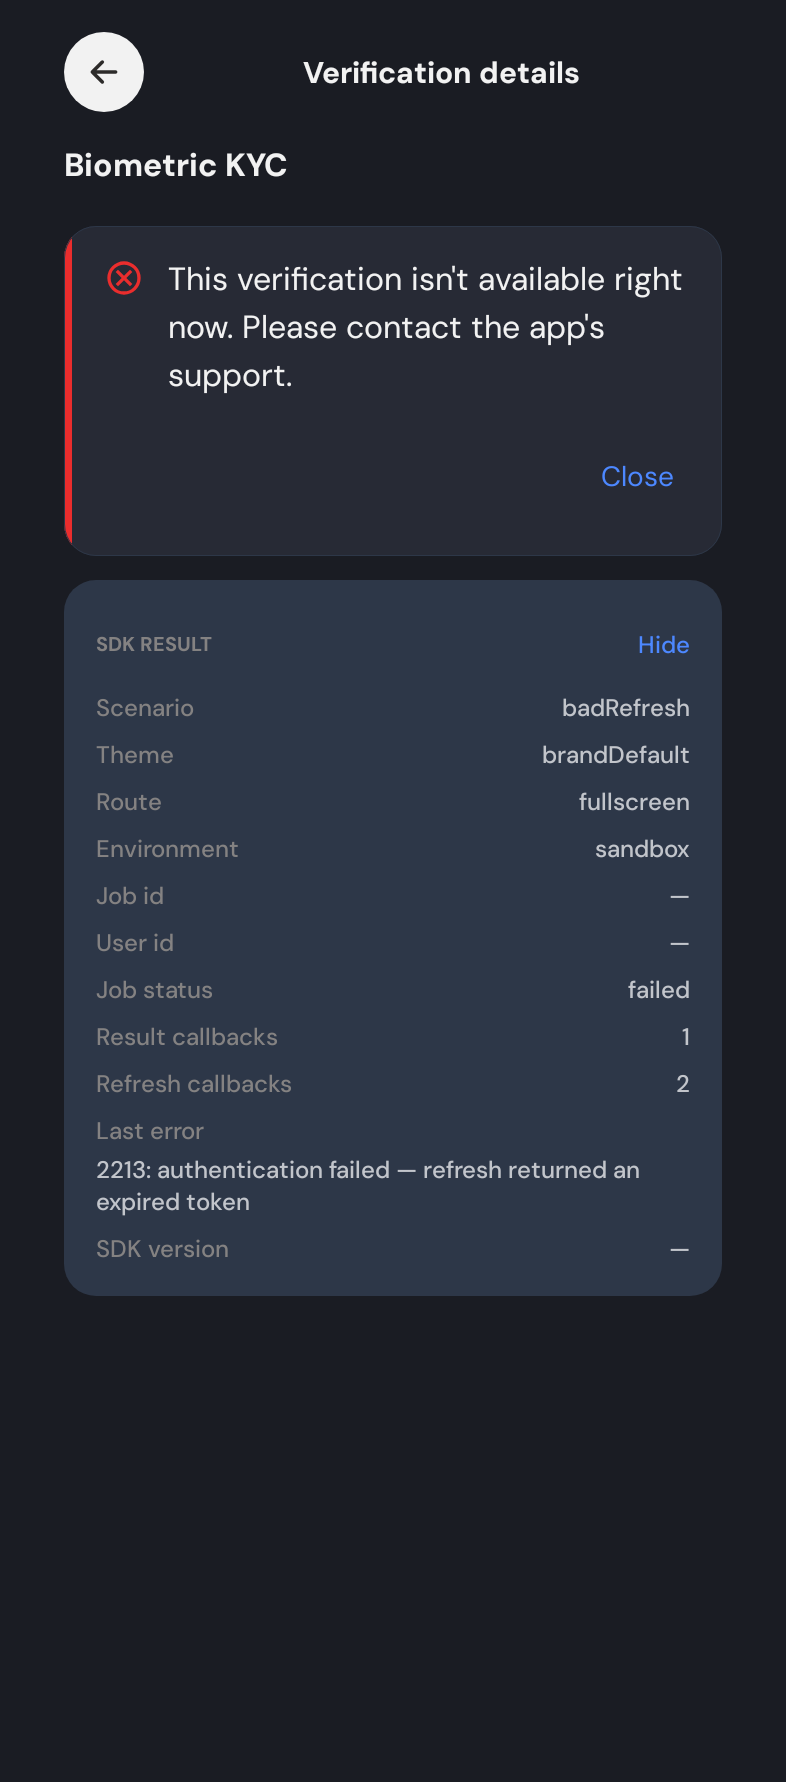 Verification details
Biometric KYC
This verification isn't available right
now. Please contact the app's
support.
Close
SDK RESULT Hide
Scenario badRefresh
Theme brandDefault
Route fullscreen
Environment sandbox
Job id —
User id —
Job status failed
Result callbacks 1
Refresh callbacks 2
Last error
2213: authentication failed — refresh returned an
expired token
SDK version —